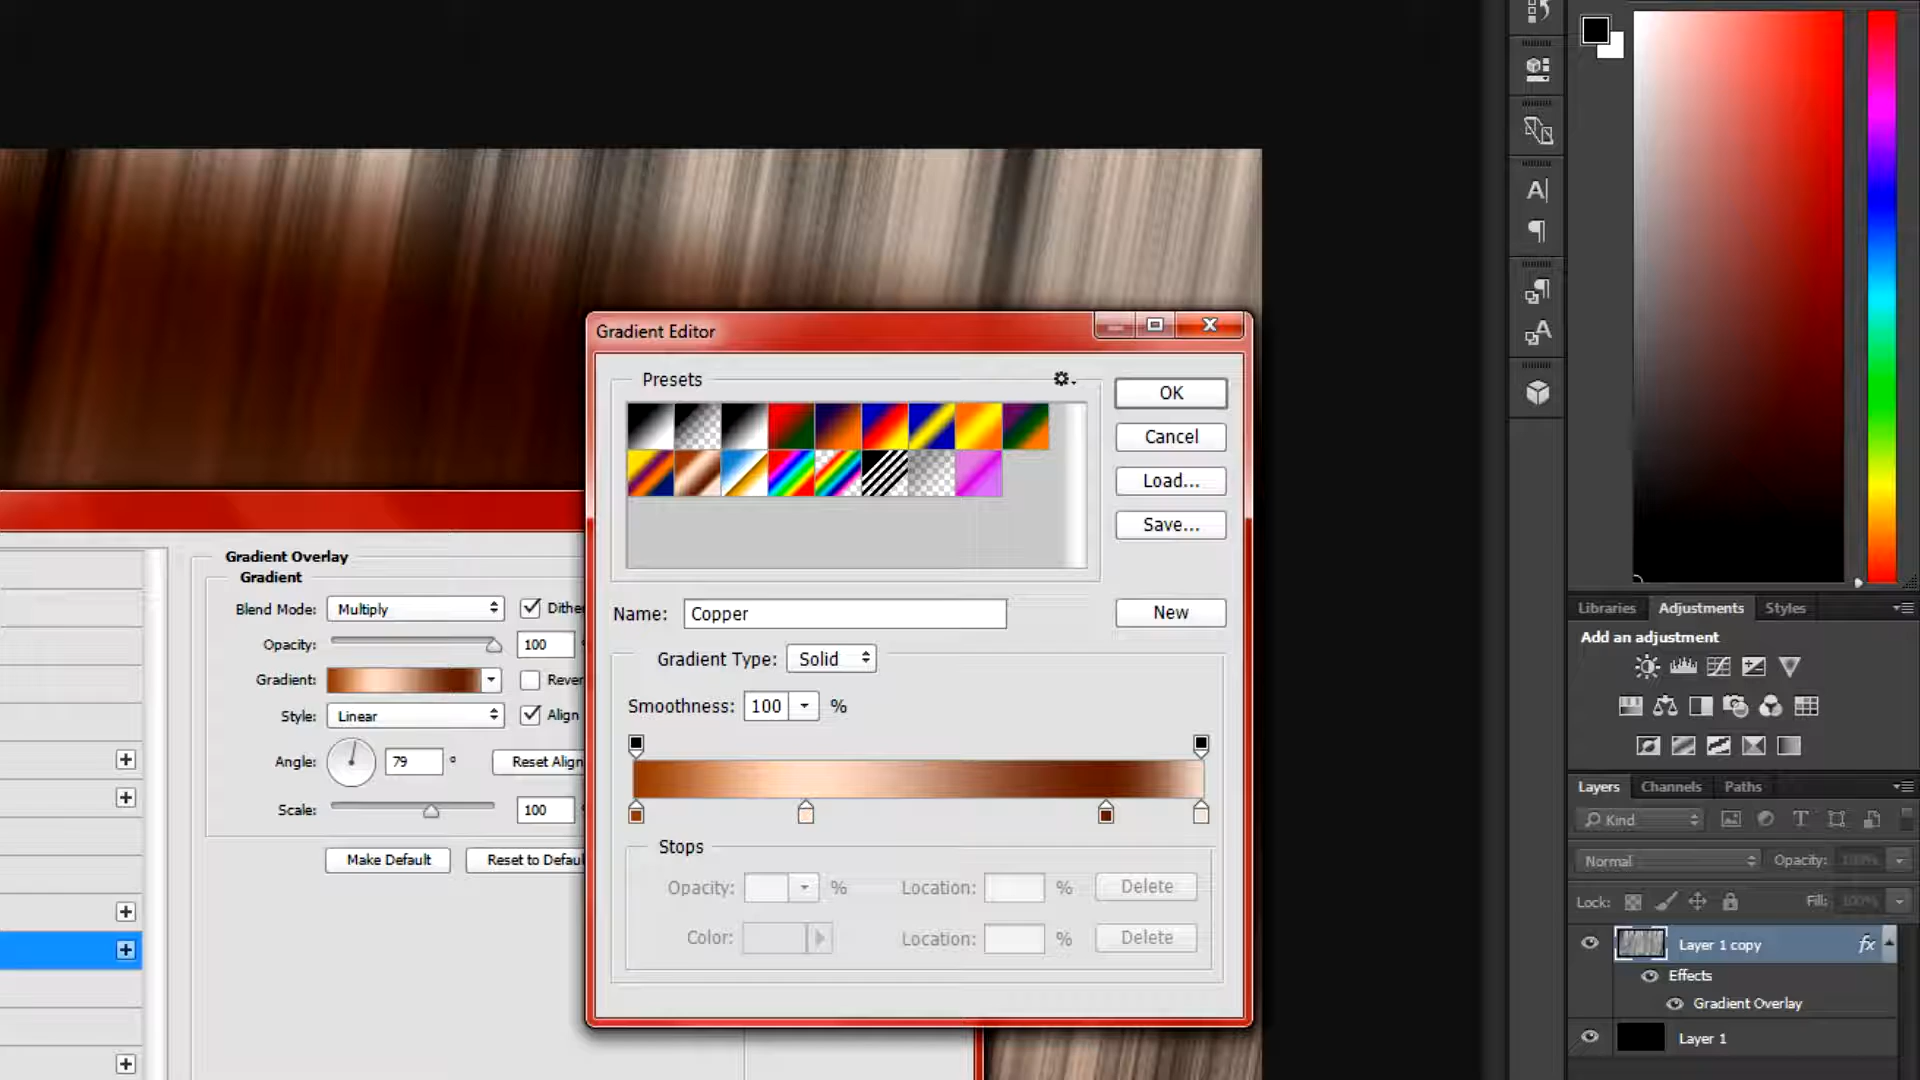 Gradient Editor
Presets
OK
Cancel
Load...
Save...
Name: Copper
New
Gradient Type: Solid
Smoothness: 100 %
Stops
Opacity: % Location: % Delete
Color: Location: % Delete
Gradient Overlay
Gradient
Blend Mode: Multiply
Opacity: 100
Gradient:
Style: Linear
Align
Angle: 79 °
Scale: 100
Make Default
Libraries Adjustments Styles
Add an adjustment
Layers Channels Paths
Kind
Normal Opacity: 100%
Lock: Fill: 100%
Layer 1 copy fx
Effects
Gradient Overlay
Layer 1